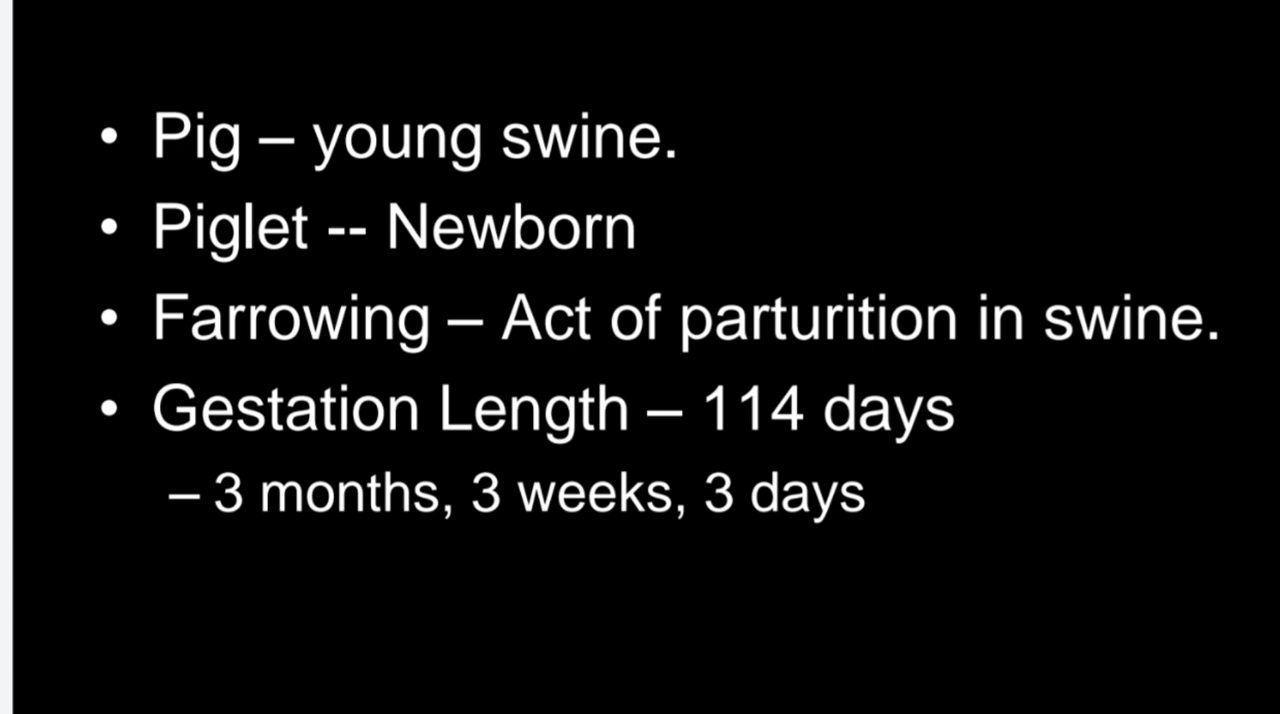 • Pig – young swine.
• Piglet -- Newborn
• Farrowing – Act of parturition in swine.
• Gestation Length – 114 days
– 3 months, 3 weeks, 3 days